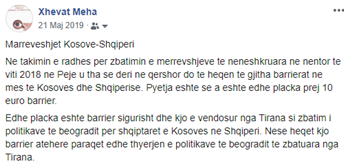 Xhevat Meha
21 Maj 2019 ·
Marreveshjet Kosove-Shqiperi
Ne takimin e radhes per zbatimin e merrevshjeve te neneshkruara ne nentor te
viti 2018 ne Peje u tha se deri ne qershor do te heqen te gjitha barrierat ne
mes te Kosoves dhe Shqiperise. Pyetja eshte se a eshte edhe placka prej 10
euro barrier.
Edhe placka eshte barrier sigurisht dhe kjo e vendosur nga Tirana si zbatim i
politikave te beogradit per shqiptaret e Kosoves ne Shqiperi. Nese heqet kjo
barrier atehere paraqet edhe thyerjen e politikave te beogradit te zbatuara nga
Tirana.